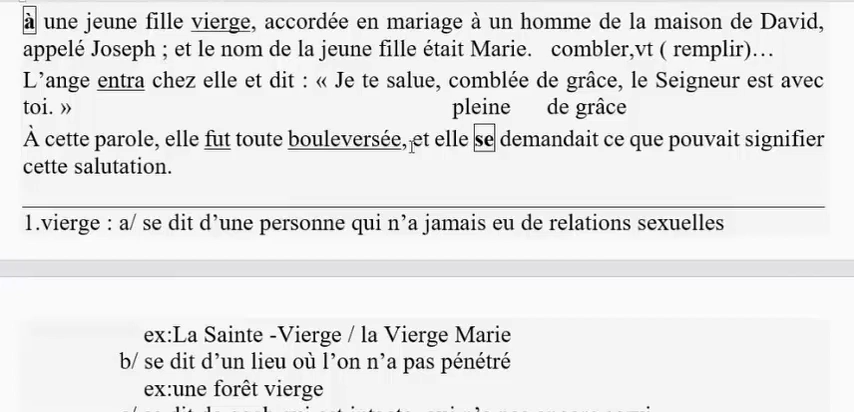 à une jeune fille vierge, accordée en mariage à un homme de la maison de David,
appelé Joseph ; et le nom de la jeune fille était Marie. combler,vt ( remplir)…
L’ange entra chez elle et dit : « Je te salue, comblée de grâce, le Seigneur est avec
toi. » pleine de grâce
À cette parole, elle fut toute bouleversée, et elle se demandait ce que pouvait signifier
cette salutation.
1.vierge : a/ se dit d’une personne qui n’a jamais eu de relations sexuelles
ex:La Sainte -Vierge / la Vierge Marie
b/ se dit d’un lieu où l’on n’a pas pénétré
ex:une forêt vierge